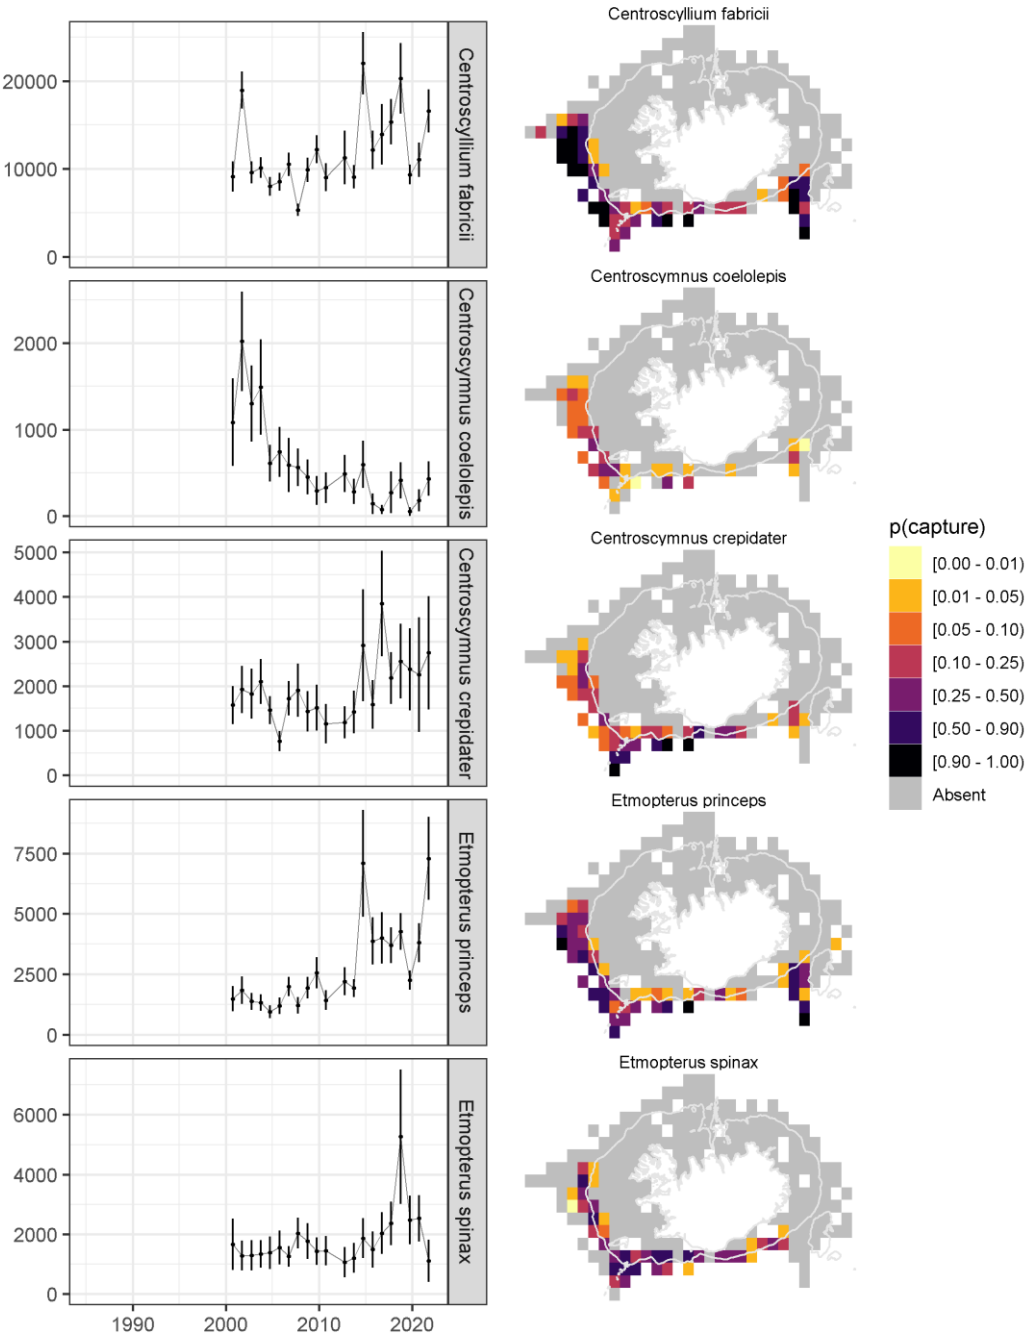 Centroscyllium fabricii
20000
10000
0
Centroscyllium fabricii
Centroscymnus coelolepis
2000
1000
0
Centroscymnus coelolepis
Centroscymnus crepidater
5000
4000
3000
2000
1000
0
Centroscymnus crepidater
Etmopterus princeps
7500
5000
2500
0
Etmopterus princeps
Etmopterus spinax
6000
4000
2000
0
Etmopterus spinax
1990 2000 2010 2020
p(capture)
[0.00 - 0.01)
[0.01 - 0.05)
[0.05 - 0.10)
[0.10 - 0.25)
[0.25 - 0.50)
[0.50 - 0.90)
[0.90 - 1.00)
Absent